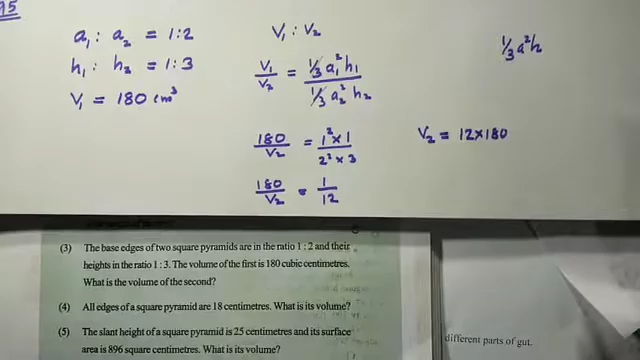 95
a₁ : a₂ = 1:2
h₁ : h₂ = 1:3
V₁ = 180 cm³
V₁ : V₂
V₁/V₂ = ⅓ a₁² h₁ / ⅓ a₂² h₂
180/V₂ = 1² × 1 / 2² × 3
180/V₂ = 1/12
⅓ a²h
V₂ = 12×180
(3) The base edges of two square pyramids are in the ratio 1 : 2 and their
heights in the ratio 1 : 3. The volume of the first is 180 cubic centimetres.
What is the volume of the second?
(4) All edges of a square pyramid are 18 centimetres. What is its volume?
(5) The slant height of a square pyramid is 25 centimetres and its surface
area is 896 square centimetres. What is its volume?
different parts of gut.